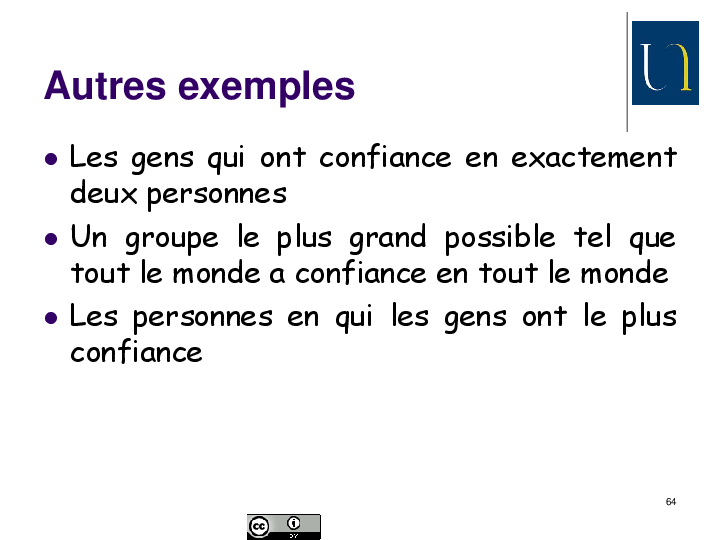 Autres exemples
Les gens qui ont confiance en exactement
deux personnes
Un groupe le plus grand possible tel que
tout le monde a confiance en tout le monde
Les personnes en qui les gens ont le plus
confiance
64
cc
BY